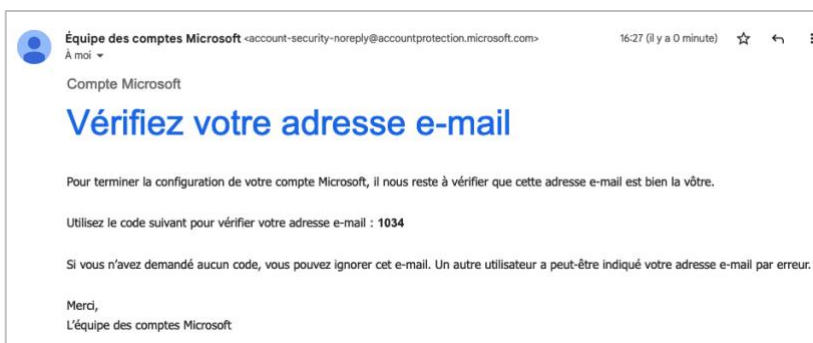 Équipe des comptes Microsoft <account-security-noreply@accountprotection.microsoft.com> 16:27 (il y a 0 minute)
À moi
Compte Microsoft
Vérifiez votre adresse e-mail
Pour terminer la configuration de votre compte Microsoft, il nous reste à vérifier que cette adresse e-mail est bien la vôtre.
Utilisez le code suivant pour vérifier votre adresse e-mail : 1034
Si vous n’avez demandé aucun code, vous pouvez ignorer cet e-mail. Un autre utilisateur a peut-être indiqué votre adresse e-mail par erreur.
Merci,
L’équipe des comptes Microsoft